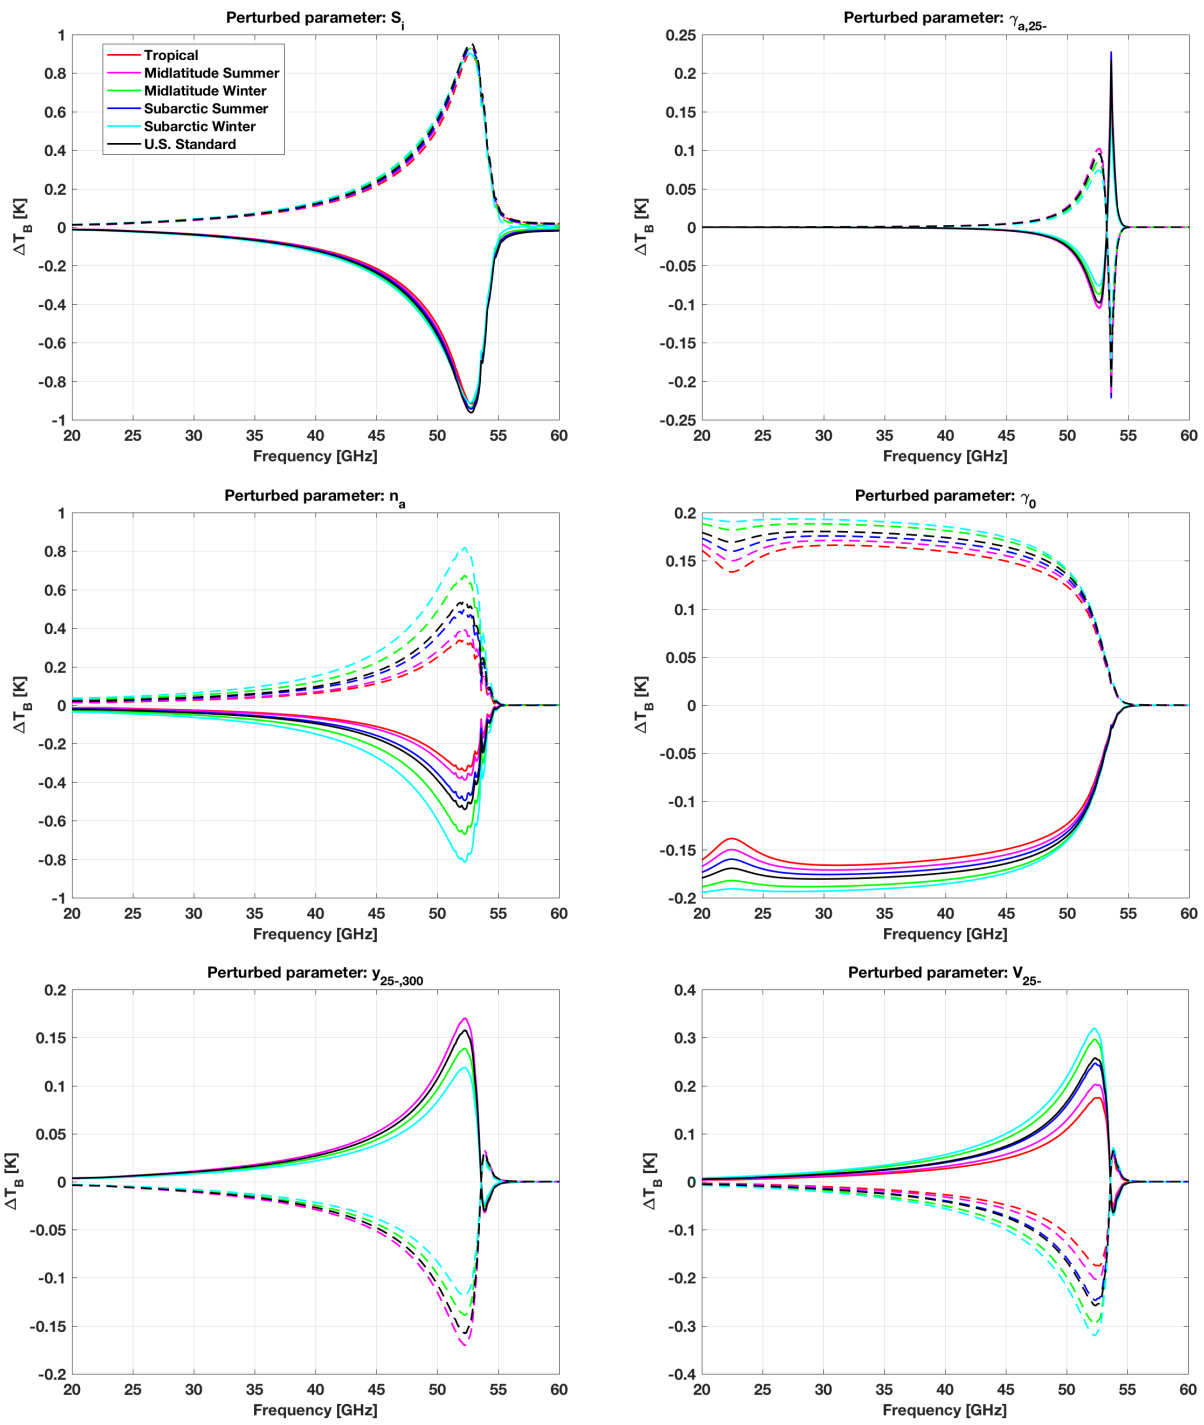 Perturbed parameter: S_i
1
0.8
0.6
0.4
0.2
0
-0.2
-0.4
-0.6
-0.8
-1
ΔT_B [K]
Tropical
Midlatitude Summer
Midlatitude Winter
Subarctic Summer
Subarctic Winter
U.S. Standard
20 25 30 35 40 45 50 55 60
Frequency [GHz]
Perturbed parameter: γ_a,25-
0.25
0.2
0.15
0.1
0.05
0
-0.05
-0.1
-0.15
-0.2
-0.25
ΔT_B [K]
20 25 30 35 40 45 50 55 60
Frequency [GHz]
Perturbed parameter: n_a
1
0.8
0.6
0.4
0.2
0
-0.2
-0.4
-0.6
-0.8
-1
ΔT_B [K]
20 25 30 35 40 45 50 55 60
Frequency [GHz]
Perturbed parameter: γ_0
0.2
0.15
0.1
0.05
0
-0.05
-0.1
-0.15
-0.2
ΔT_B [K]
20 25 30 35 40 45 50 55 60
Frequency [GHz]
Perturbed parameter: y_25-,300
0.2
0.15
0.1
0.05
0
-0.05
-0.1
-0.15
-0.2
ΔT_B [K]
20 25 30 35 40 45 50 55 60
Frequency [GHz]
Perturbed parameter: V_25-
0.4
0.3
0.2
0.1
0
-0.1
-0.2
-0.3
-0.4
ΔT_B [K]
20 25 30 35 40 45 50 55 60
Frequency [GHz]